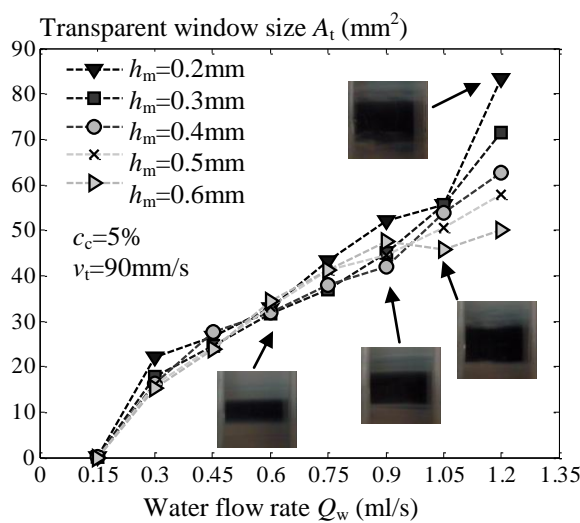 Transparent window size At (mm2)
90
80
70
60
50
40
30
20
10
0
hm=0.2mm
hm=0.3mm
hm=0.4mm
hm=0.5mm
hm=0.6mm
cc=5%
vt=90mm/s
0 0.15 0.3 0.45 0.6 0.75 0.9 1.05 1.2 1.35
Water flow rate Qw (ml/s)